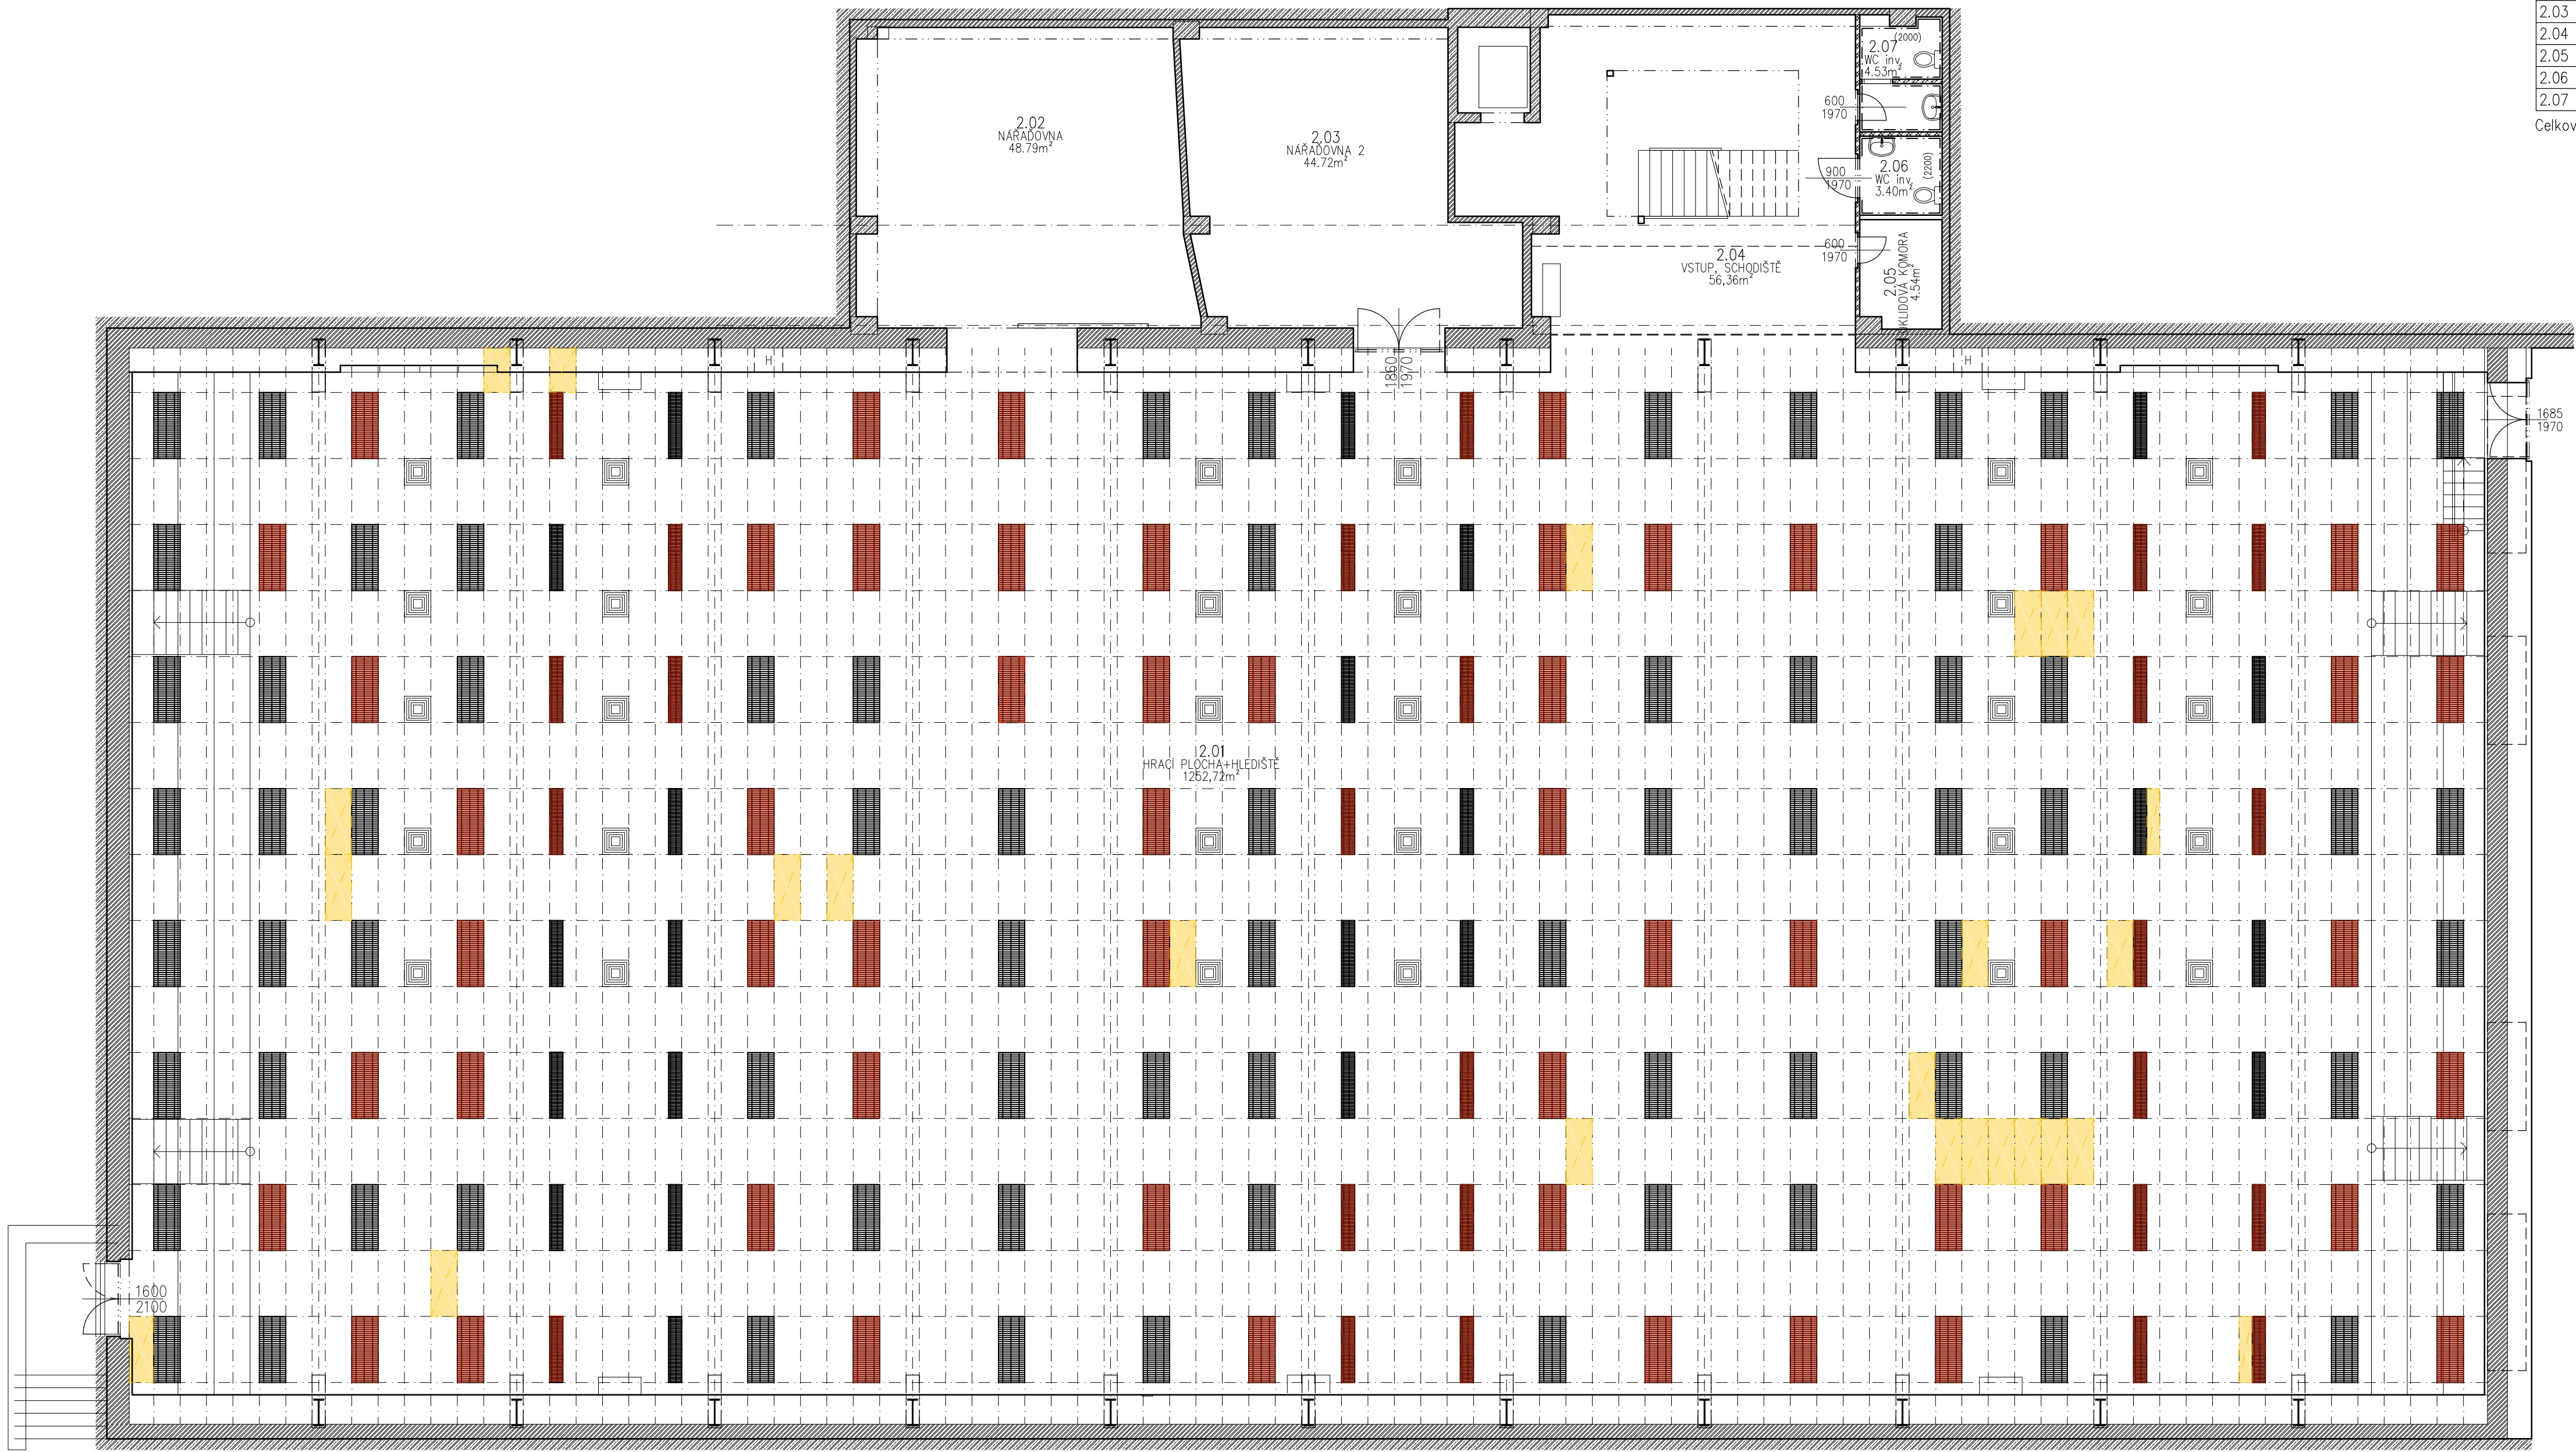 2.03
2.04
2.05
2.06
2.07
Celkov
2.07
(2000)
WC inv.
4.53m²
600
1970
2.02
NÁŘAĎOVNA
48.79m²
2.03
NÁŘAĎOVNA 2
44.72m²
900
1970
2.06
WC inv.
3.40m²
(2200)
2.04
VSTUP, SCHODIŠTĚ
56,36m²
600
1970
2.05
ÚKLIDOVÁ KOMORA
4.54m²
H
1860
1970
H
1685
1970
2.01
HRACÍ PLOCHA+HLEDIŠTĚ
1252,72m²
1600
2100